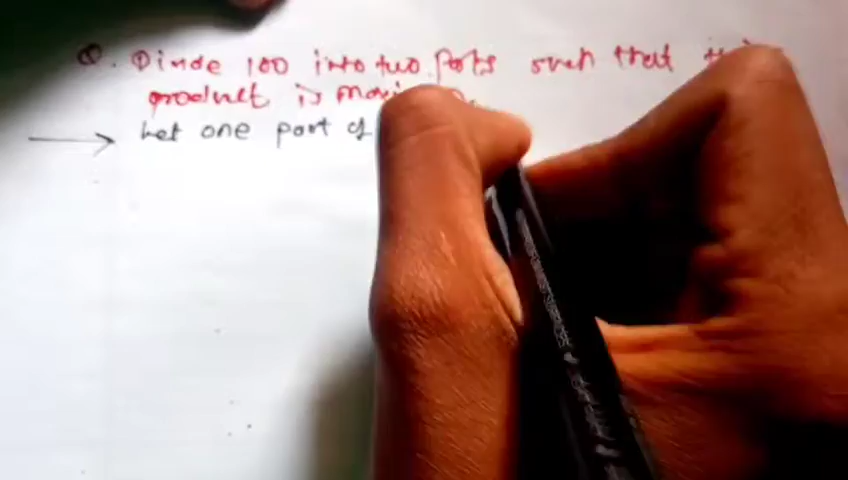 Q. Divide 100 into two Parts such that
product is
Let one part of